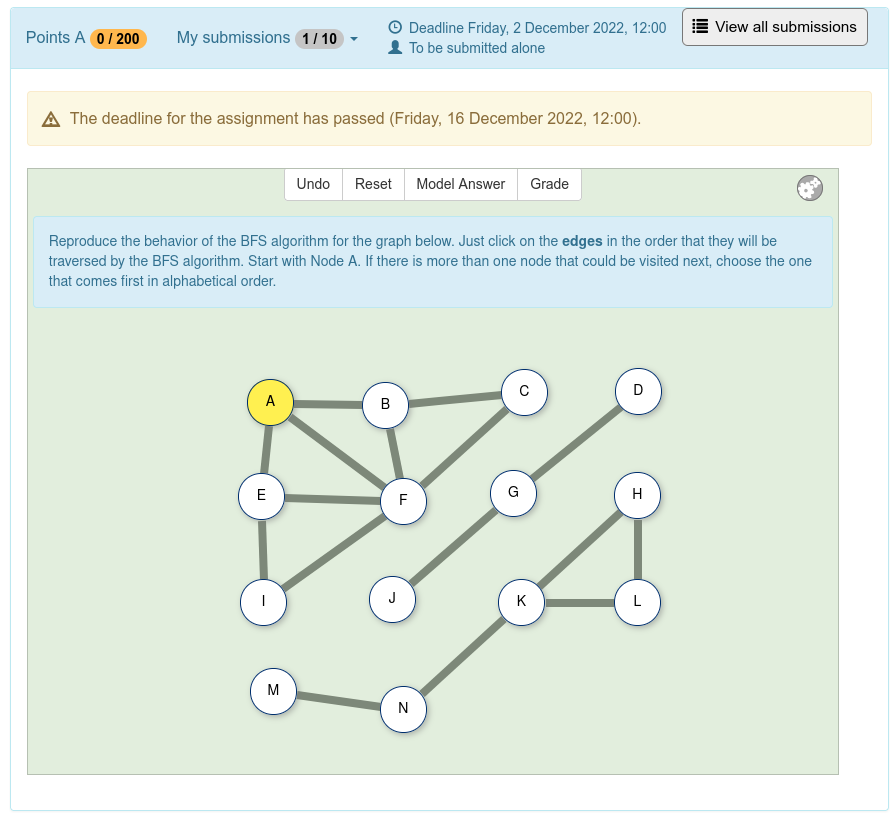 Points A 0 / 200 My submissions 1 / 10 Deadline Friday, 2 December 2022, 12:00 View all submissions
To be submitted alone
The deadline for the assignment has passed (Friday, 16 December 2022, 12:00).
Undo Reset Model Answer Grade
Reproduce the behavior of the BFS algorithm for the graph below. Just click on the edges in the order that they will be
traversed by the BFS algorithm. Start with Node A. If there is more than one node that could be visited next, choose the one
that comes first in alphabetical order.
A B C D
E F G H
I J K L
M N